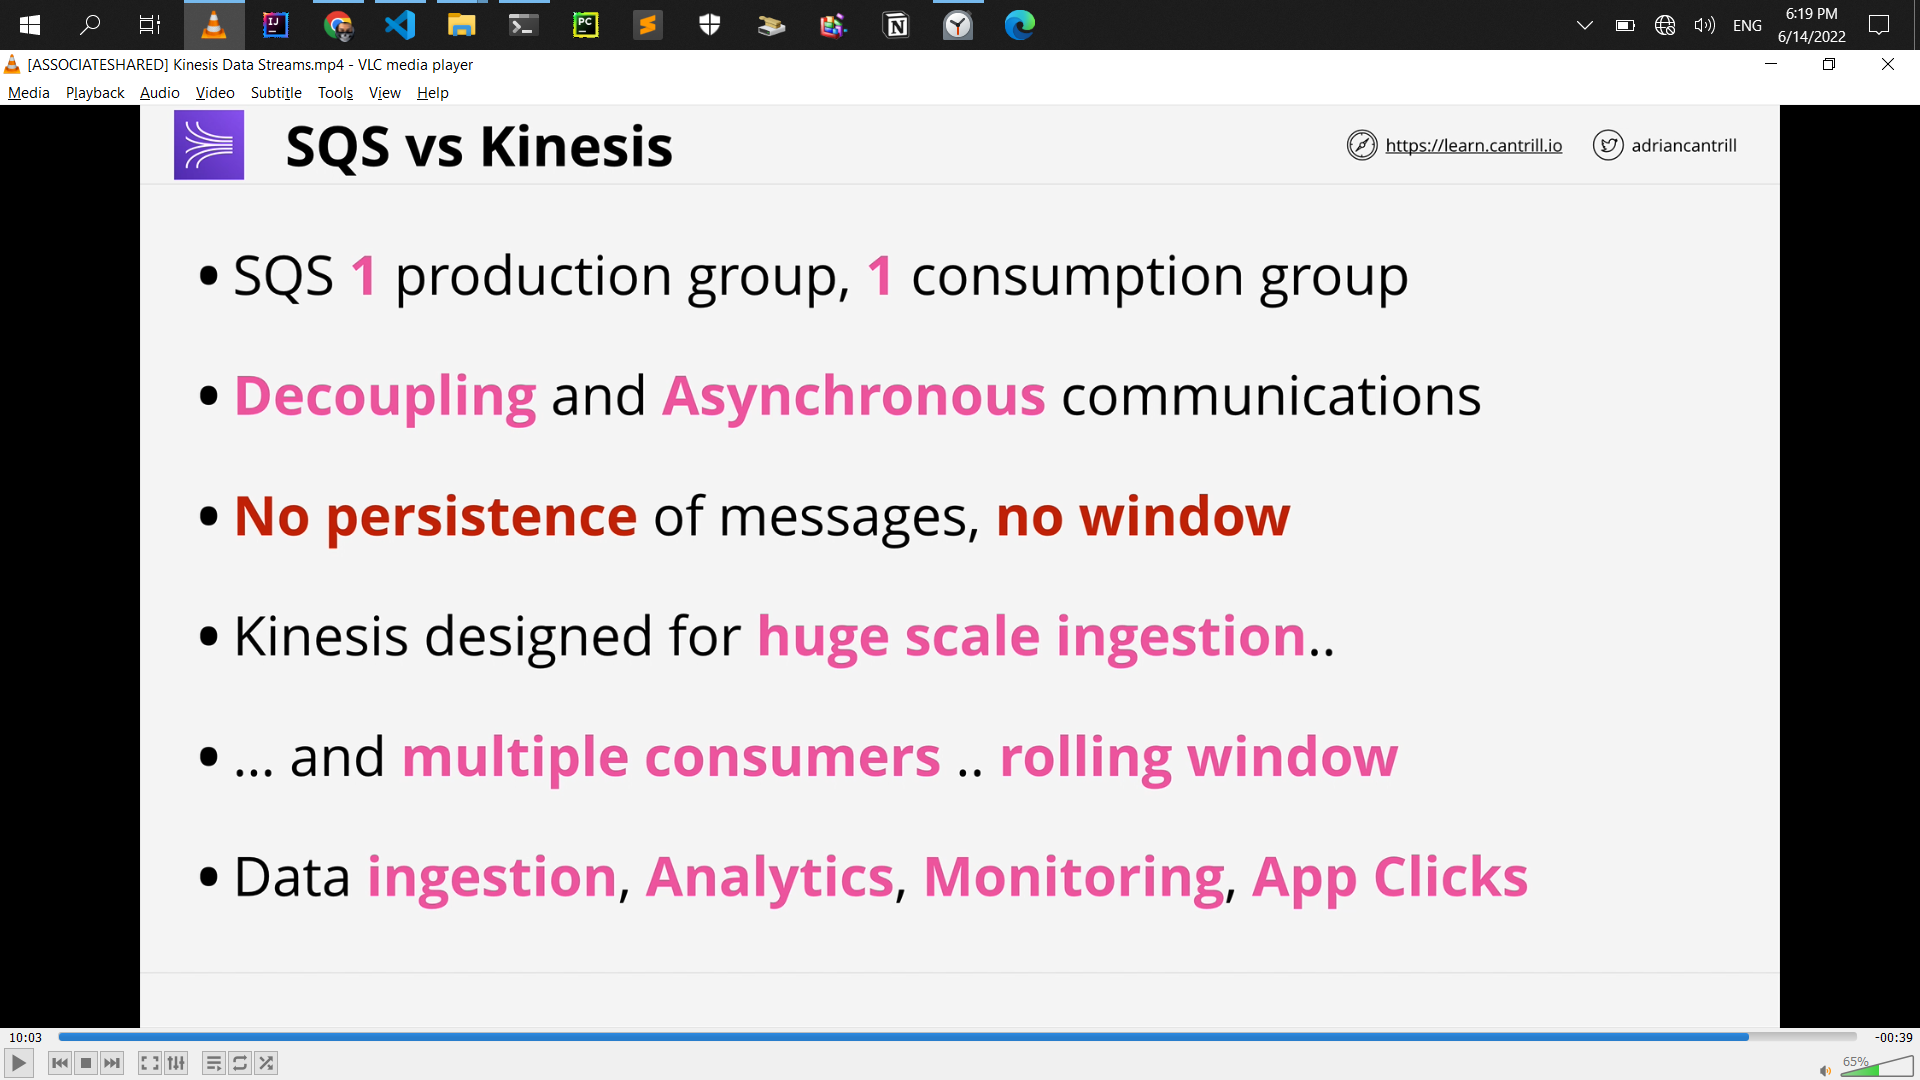 ENG
6:19 PM
6/14/2022
[ASSOCIATESHARED] Kinesis Data Streams.mp4 - VLC media player
Media Playback Audio Video Subtitle Tools View Help
SQS vs Kinesis
https://learn.cantrill.io
adriancantrill
• SQS 1 production group, 1 consumption group
• Decoupling and Asynchronous communications
• No persistence of messages, no window
• Kinesis designed for huge scale ingestion..
• ... and multiple consumers .. rolling window
• Data ingestion, Analytics, Monitoring, App Clicks
10:03
-00:39
65%